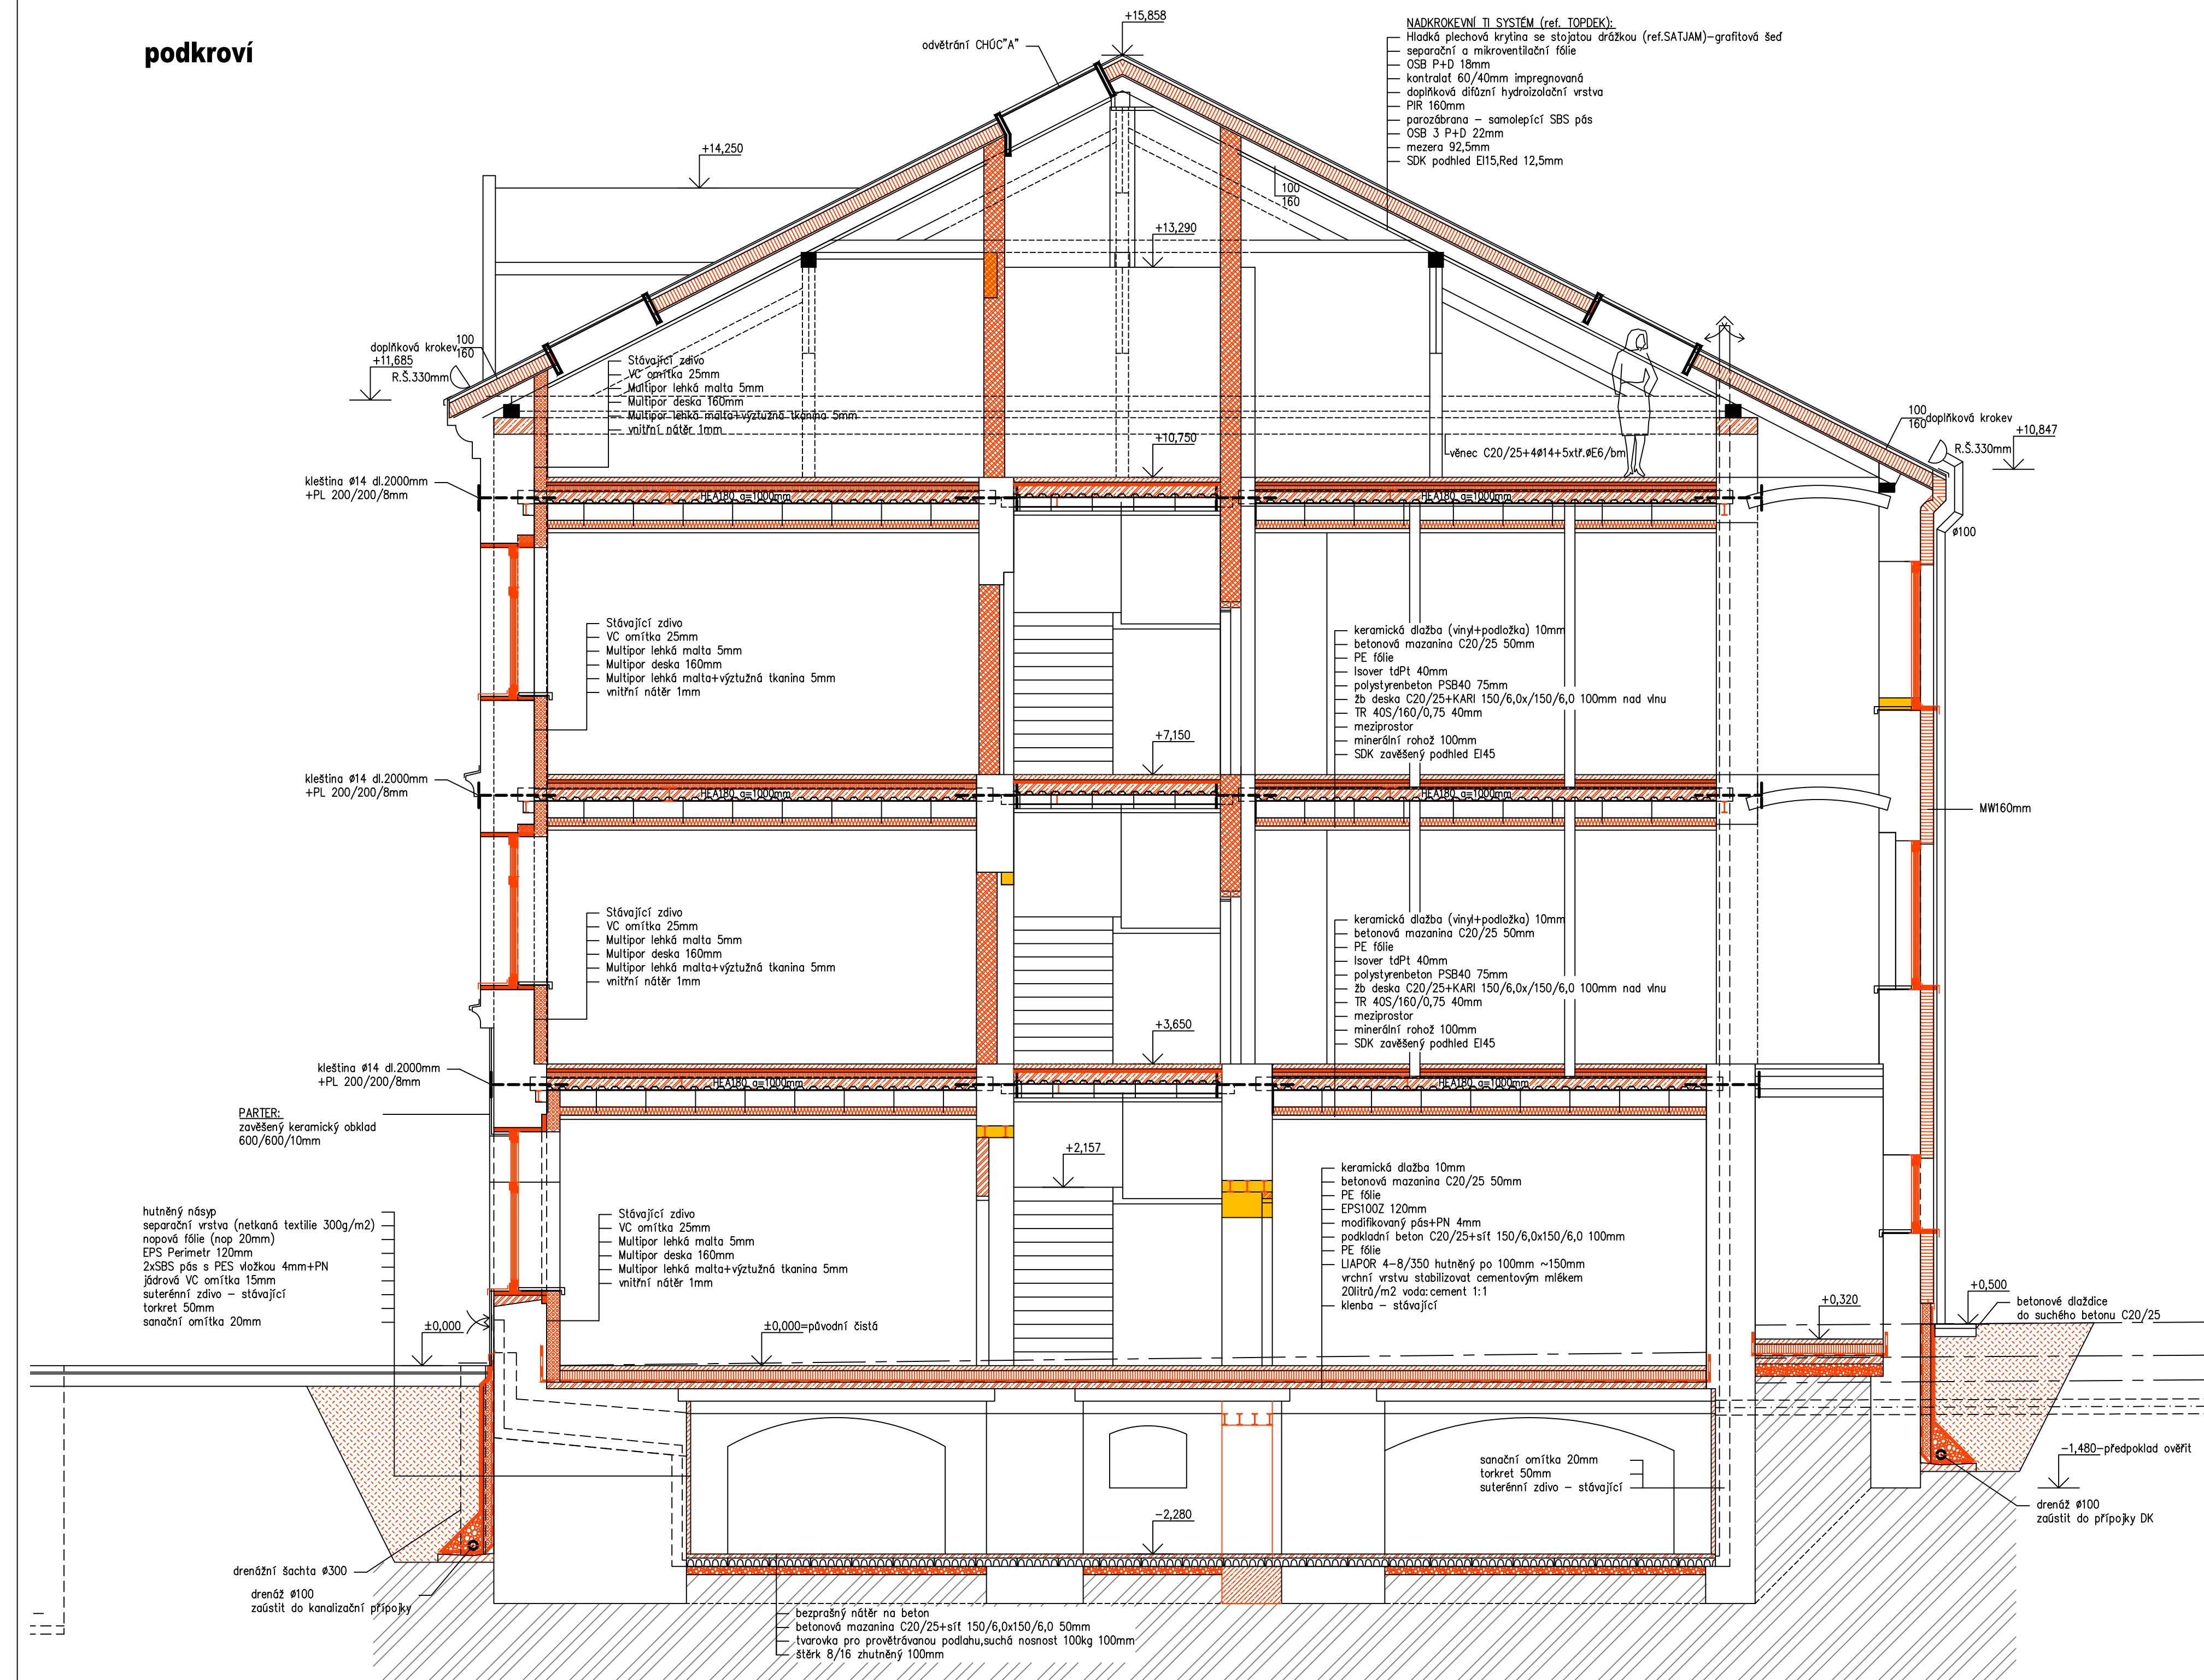 podkroví
+15,858
odvětrání CHÚC"A"
NADKROKEVNÍ TI SYSTÉM (ref. TOPDEK):
Hladká plechová krytina se stojatou drážkou (ref.SATJAM)-grafitová šeď
separační a mikroventilační fólie
OSB P+D 18mm
kontralať 60/40mm impregnovaná
doplňková difůzní hydroizolační vrstva
PIR 160mm
parozábrana - samolepící SBS pás
OSB 3 P+D 22mm
mezera 92,5mm
SDK podhled EI15,Red 12,5mm
+14,250
100
160
+13,290
doplňková krokev
100
160
+11,685
R.Š.330mm
Stávající zdivo
VC omítka 25mm
Multipor lehká malta 5mm
Multipor deska 160mm
Multipor lehká malta+výztužná tkanina 5mm
vnitřní nátěr 1mm
+10,750
věnec C20/25+4ø14+5xtř.øE6/bm
100
160
doplňková krokev
+10,847
R.Š.330mm
kleština ø14 dl.2000mm
+PL 200/200/8mm
HEA180 a=1000mm
HEA180 a=1000mm
ø100
Stávající zdivo
VC omítka 25mm
Multipor lehká malta 5mm
Multipor deska 160mm
Multipor lehká malta+výztužná tkanina 5mm
vnitřní nátěr 1mm
keramická dlažba (vinyl+podložka) 10mm
betonová mazanina C20/25 50mm
PE fólie
Isover tdPt 40mm
polystyrenbeton PSB40 75mm
žb deska C20/25+KARI 150/6,0x/150/6,0 100mm nad vlnu
TR 40S/160/0,75 40mm
meziprostor
minerální rohož 100mm
SDK zavěšený podhled EI45
+7,150
kleština ø14 dl.2000mm
+PL 200/200/8mm
HEA180 a=1000mm
HEA180 a=1000mm
MW160mm
Stávající zdivo
VC omítka 25mm
Multipor lehká malta 5mm
Multipor deska 160mm
Multipor lehká malta+výztužná tkanina 5mm
vnitřní nátěr 1mm
keramická dlažba (vinyl+podložka) 10mm
betonová mazanina C20/25 50mm
PE fólie
Isover tdPt 40mm
polystyrenbeton PSB40 75mm
žb deska C20/25+KARI 150/6,0x/150/6,0 100mm nad vlnu
TR 40S/160/0,75 40mm
meziprostor
minerální rohož 100mm
SDK zavěšený podhled EI45
+3,650
kleština ø14 dl.2000mm
+PL 200/200/8mm
HEA180 a=1000mm
HEA180 a=1000mm
PARTER:
zavěšený keramický obklad
600/600/10mm
+2,157
keramická dlažba 10mm
betonová mazanina C20/25 50mm
PE fólie
EPS100Z 120mm
modifikovaný pás+PN 4mm
podkladní beton C20/25+síť 150/6,0x150/6,0 100mm
PE fólie
LIAPOR 4-8/350 hutněný po 100mm ~150mm
vrchní vrstvu stabilizovat cementovým mlékem
20litrů/m2 voda:cement 1:1
klenba - stávající
hutněný násyp
separační vrstva (netkaná textilie 300g/m2)
nopová fólie (nop 20mm)
EPS Perimetr 120mm
2xSBS pás s PES vložkou 4mm+PN
jádrová VC omítka 15mm
suterénní zdivo - stávající
torkret 50mm
sanační omítka 20mm
Stávající zdivo
VC omítka 25mm
Multipor lehká malta 5mm
Multipor deska 160mm
Multipor lehká malta+výztužná tkanina 5mm
vnitřní nátěr 1mm
+0,500
+0,320
betonové dlaždice
do suchého betonu C20/25
±0,000
±0,000=původní čistá
-1,480-předpoklad ověřit
sanační omítka 20mm
torkret 50mm
suterénní zdivo - stávající
drenáž ø100
zaústit do přípojky DK
-2,280
drenážní šachta ø300
drenáž ø100
zaústit do kanalizační přípojky
bezprašný nátěr na beton
betonová mazanina C20/25+síť 150/6,0x150/6,0 50mm
tvarovka pro provětrávanou podlahu,suchá nosnost 100kg 100mm
štěrk 8/16 zhutněný 100mm